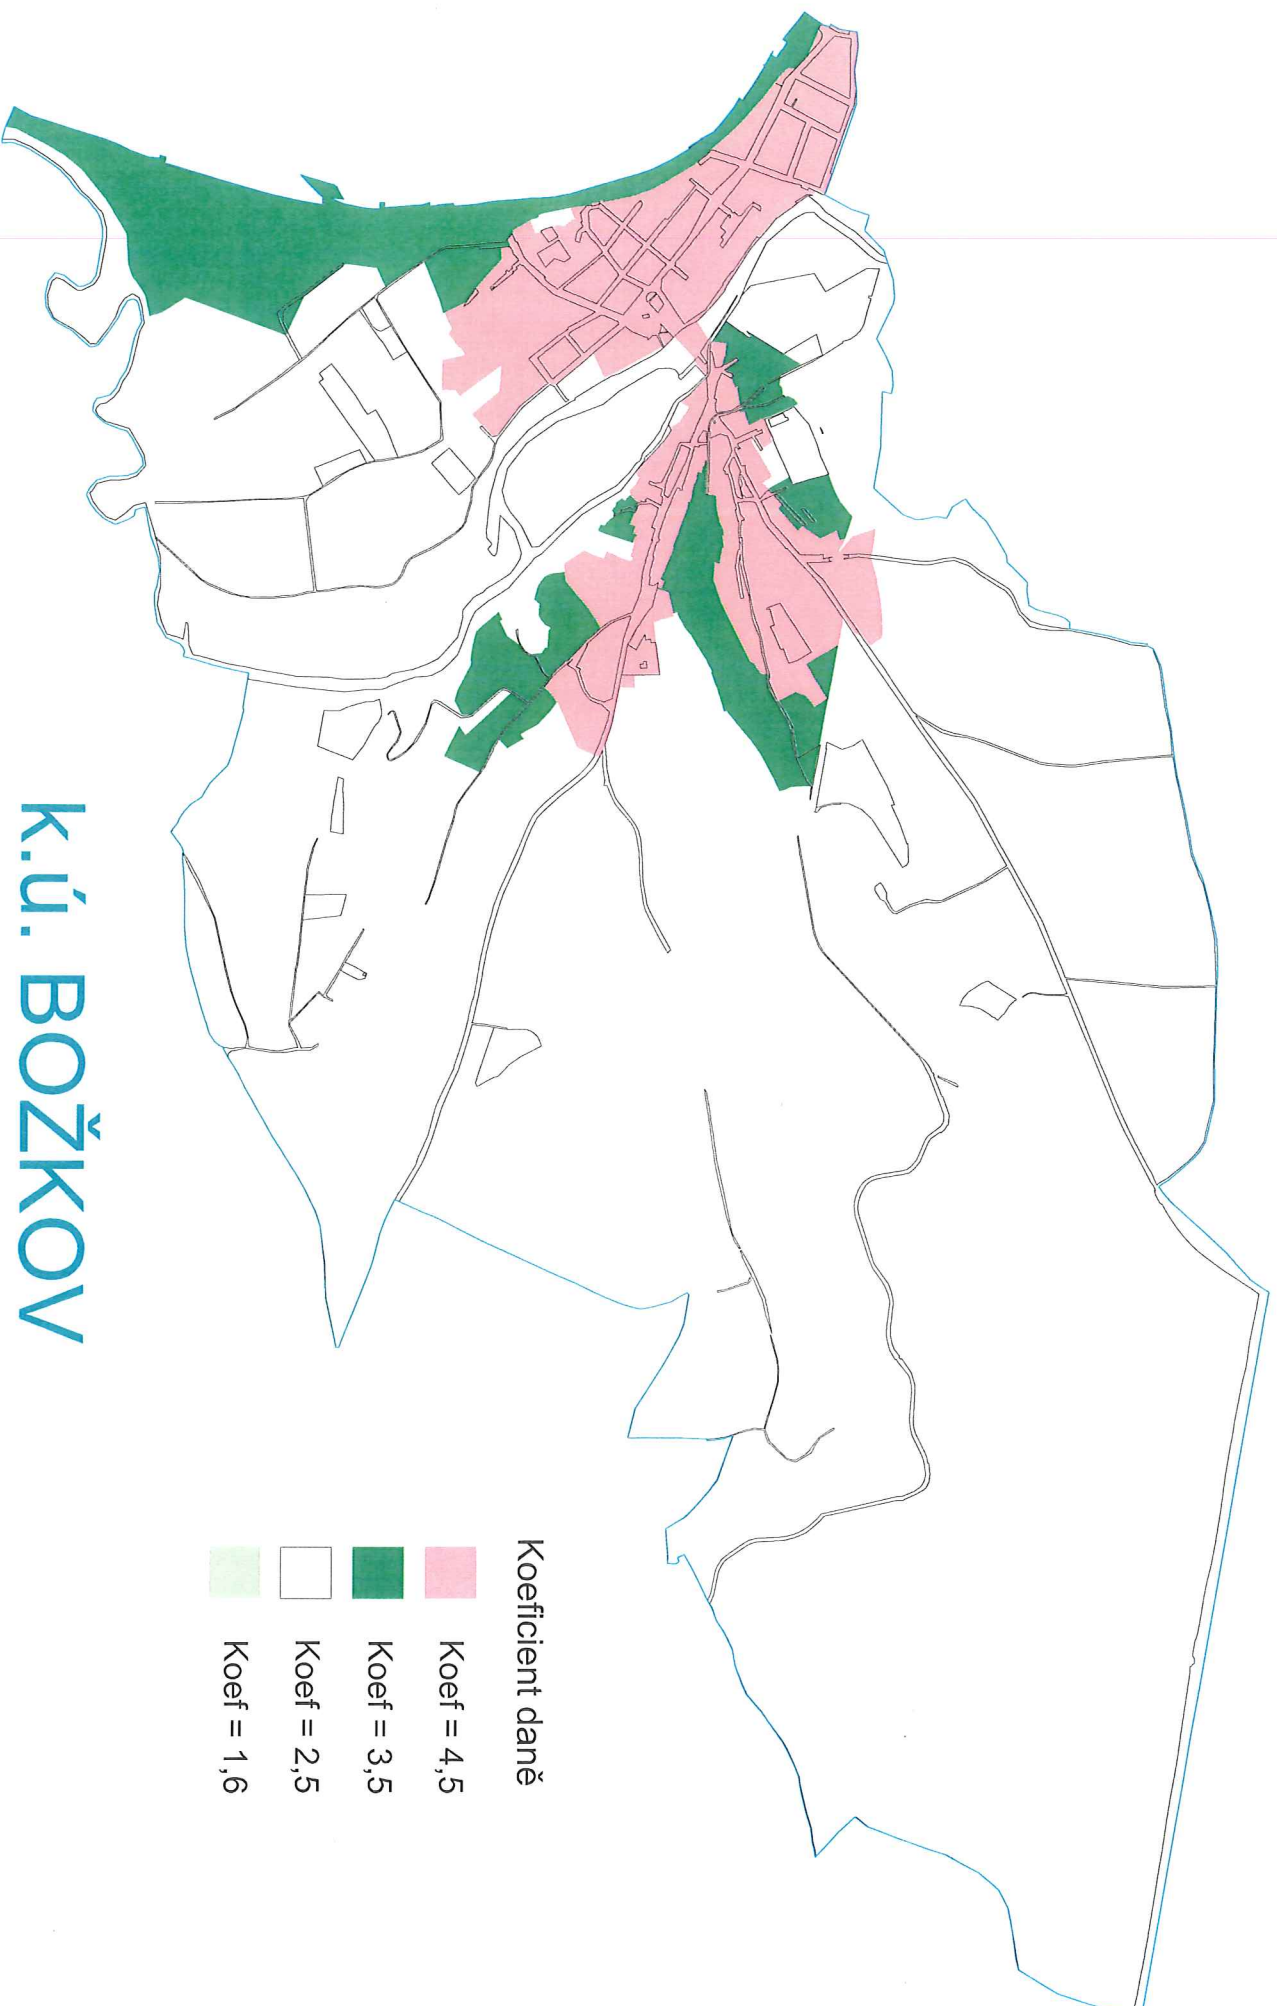 k.ú. BOŽKOV
Koeficient daně
Koef = 4,5
Koef = 3,5
Koef = 2,5
Koef = 1,6